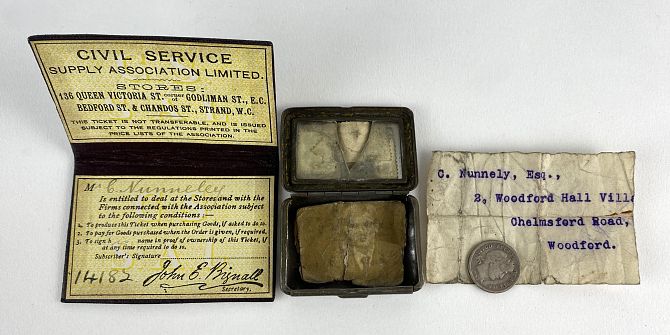 CIVIL SERVICE
SUPPLY ASSOCIATION LIMITED.
STORES:
136 QUEEN VICTORIA ST. corner of GODLIMAN ST., E.C.
BEDFORD ST. & CHANDOS ST., STRAND, W.C.
THIS TICKET IS NOT TRANSFERABLE, AND IS ISSUED
SUBJECT TO THE REGULATIONS PRINTED IN THE
PRICE LISTS OF THE ASSOCIATION.
M C. Nunneley
Is entitled to deal at the Stores and with the
Firms connected with the Association subject
to the following conditions:—
1. To produce this Ticket when purchasing Goods, if asked to do so.
2. To pay for Goods purchased when the Order is given, if required.
3. To sign h name in proof of ownership of this Ticket, if
at any time required to do so.
Subscriber's Signature
14182 John E Bignall
Secretary.
C. Nunnely, Esq.,
2, Woodford Hall Villa
Chelmsford Road,
Woodford.